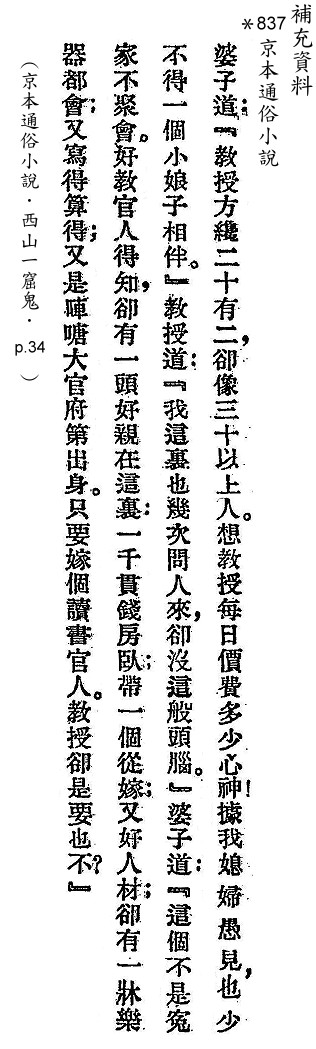 補充資料
*837
京本通俗小說
婆子道：『教授方纔二十有二，卻像三十以上人。想教授每日價費多少心神！據我媳婦愚見，也少
不得一個小娘子相伴。』教授道：『我這裏也幾次問人來，卻沒這般頭腦。』婆子道：『這個不是冤
家不聚會。好教官人得知，卻有一頭好親在這裏：一千貫錢房臥；帶一個從嫁；又好人材；卻有一牀樂
器都會；又寫得算得；又是唓嗻大官府第出身。只要嫁個讀書官人。教授卻是要也不？』
（京本通俗小說．西山一窟鬼．p.34）